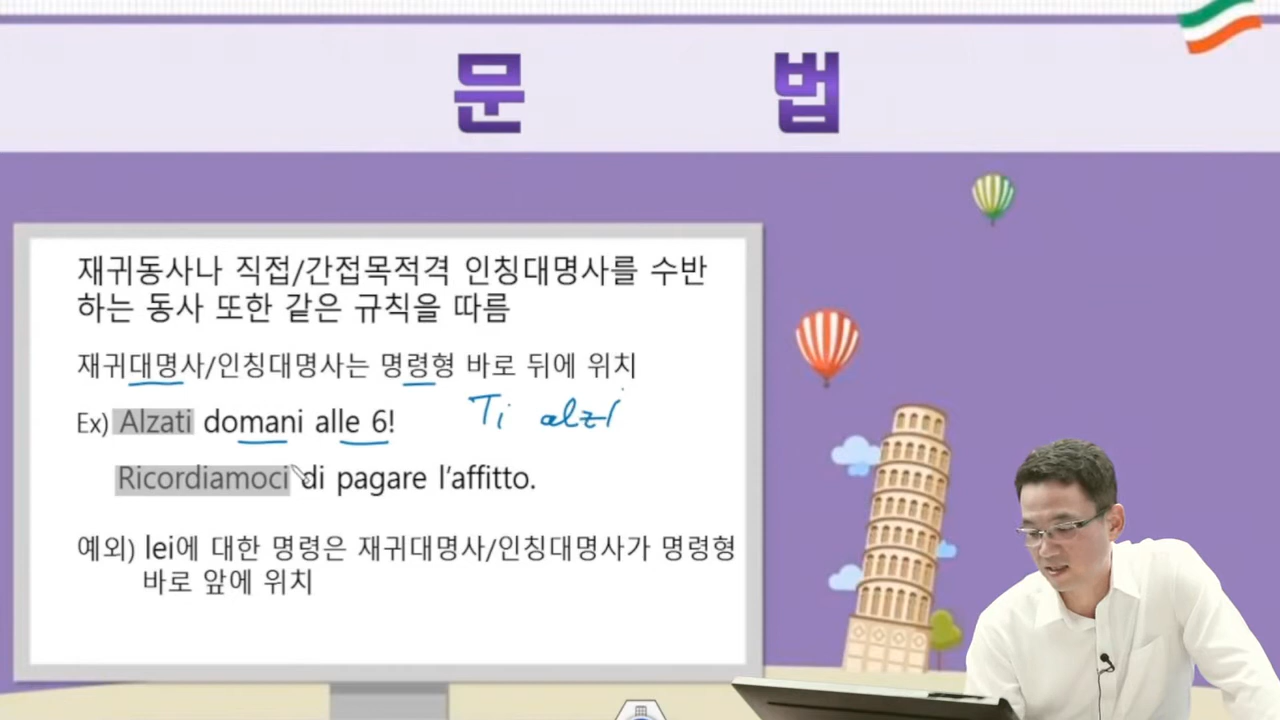 문 법
재귀동사나 직접/간접목적격 인칭대명사를 수반
하는 동사 또한 같은 규칙을 따름
재귀대명사/인칭대명사는 명령형 바로 뒤에 위치
Ex) Alzati domani alle 6! Ti alzi
Ricordiamoci di pagare l’affitto.
예외) lei에 대한 명령은 재귀대명사/인칭대명사가 명령형
바로 앞에 위치